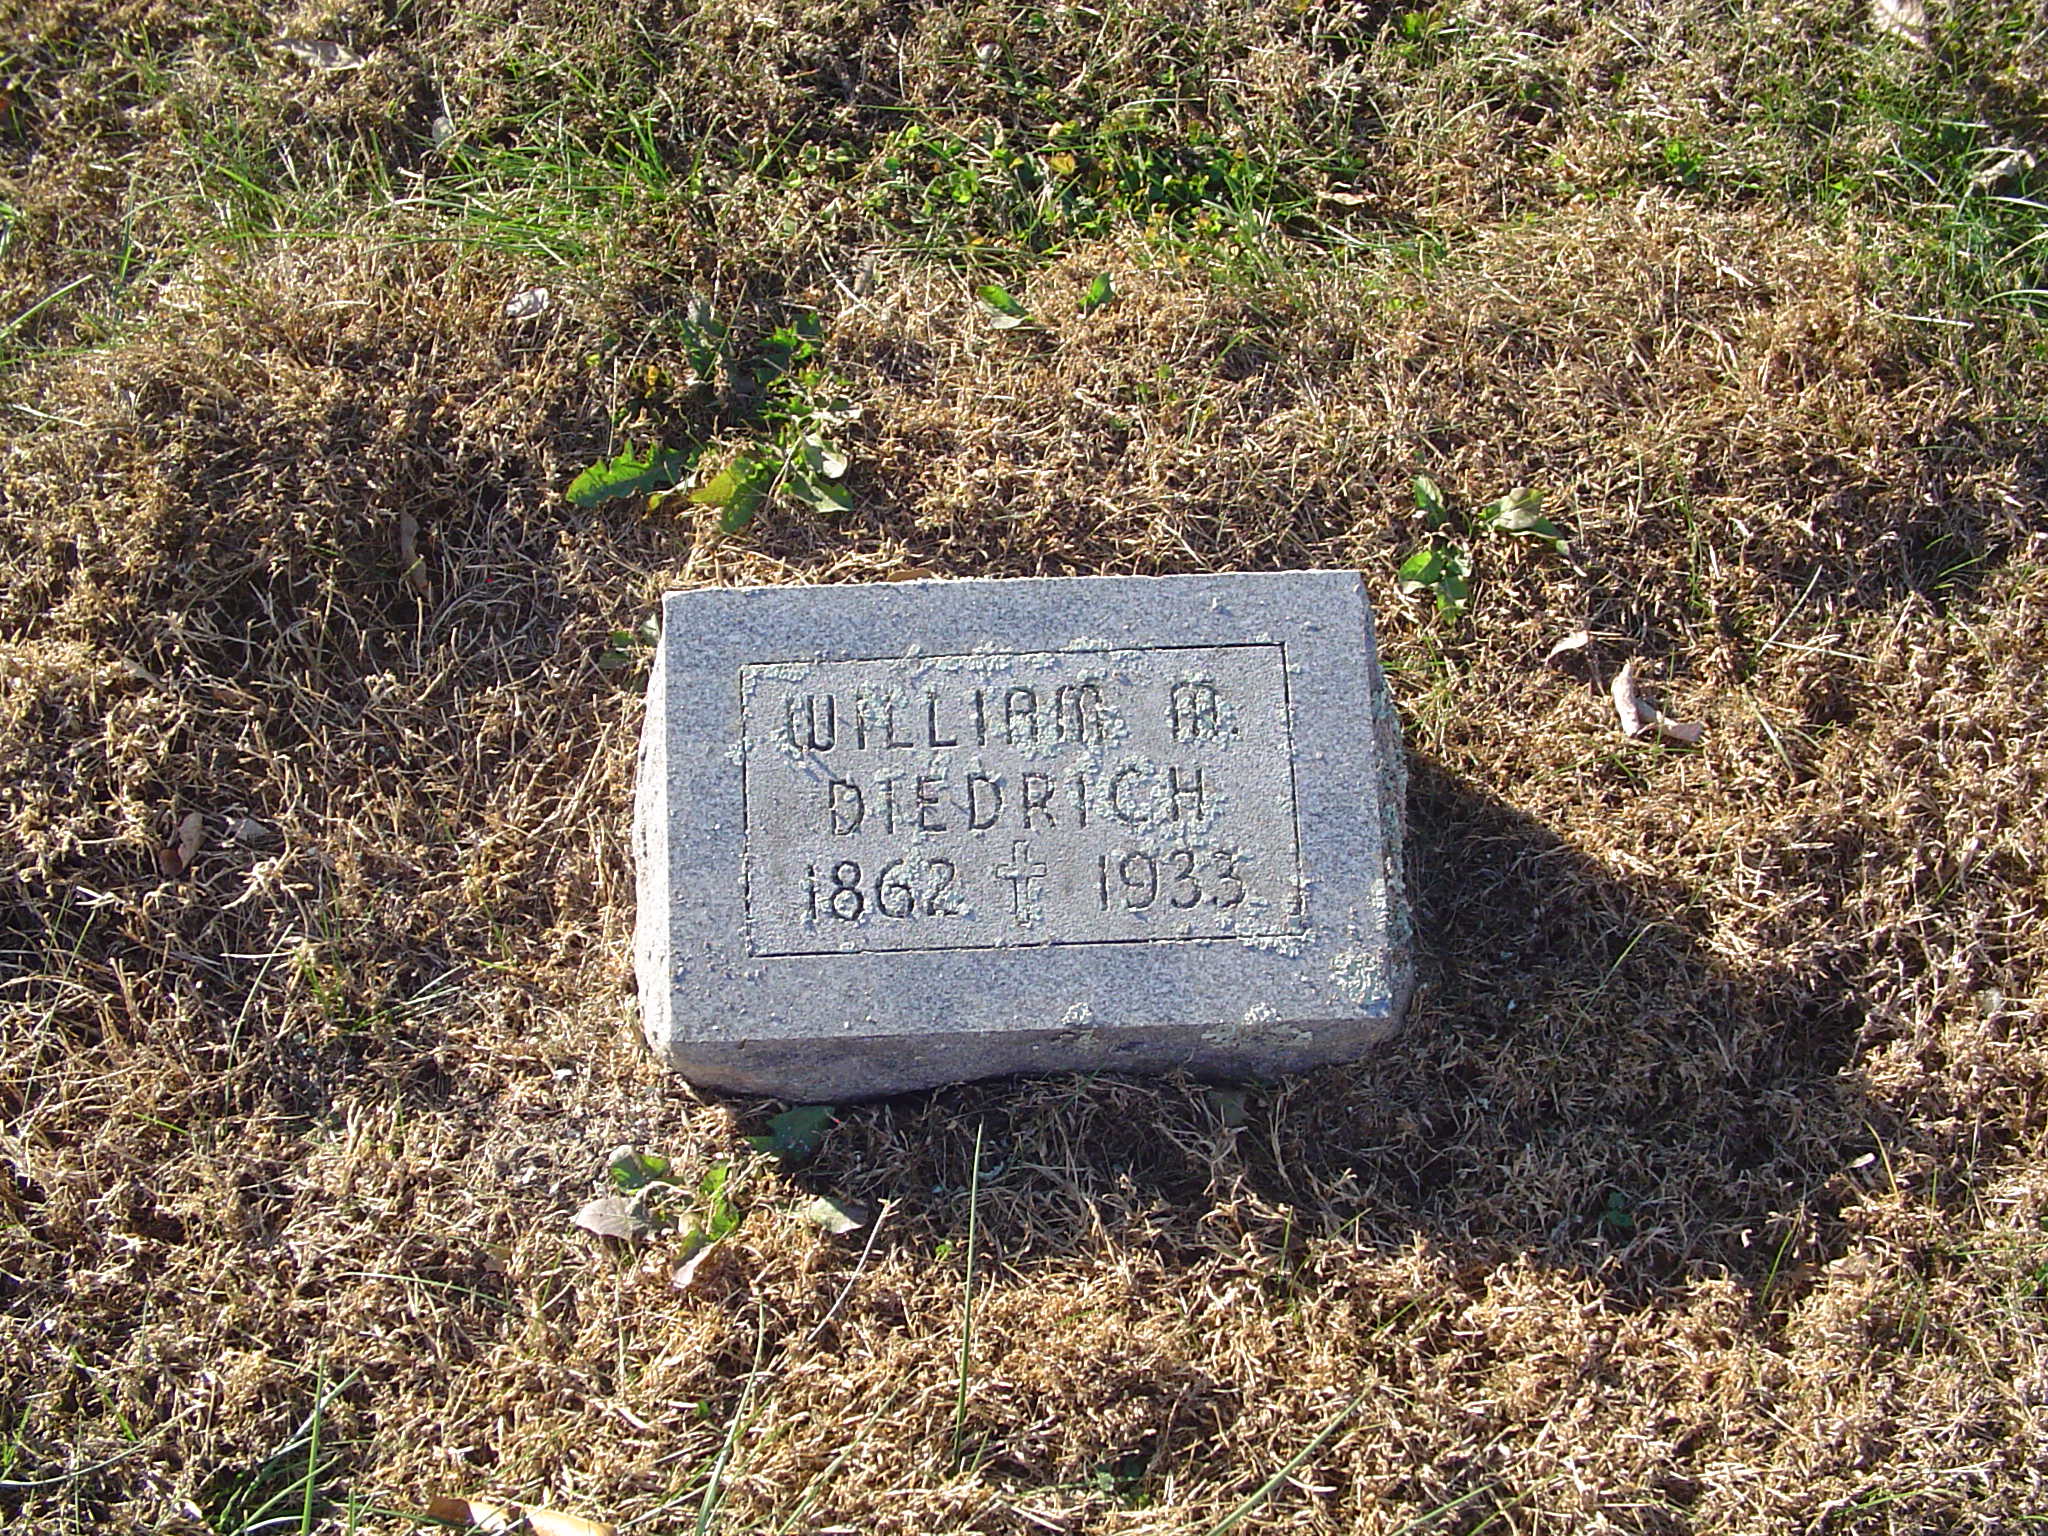 WILLIAM M.
DIEDRICH
1862 ✝ 1933